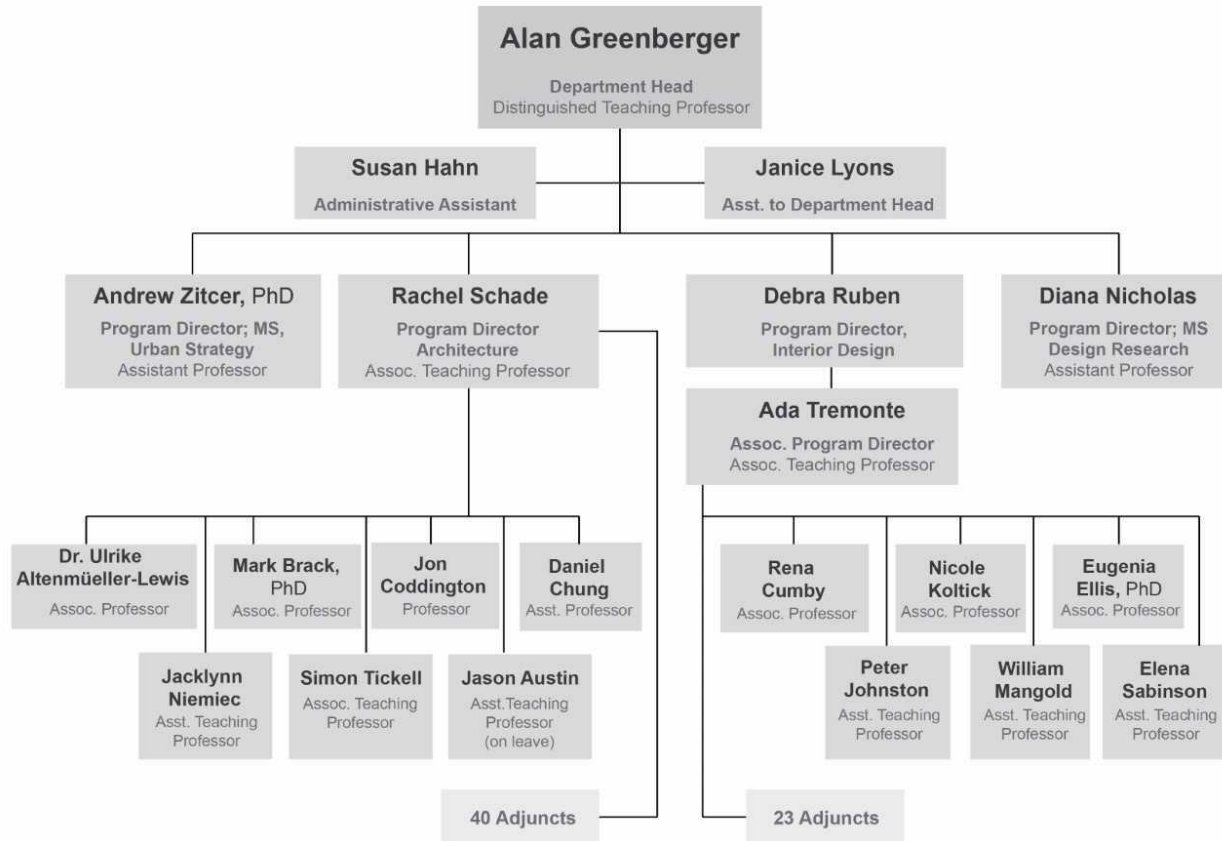 Alan Greenberger
Department Head
Distinguished Teaching Professor
Susan Hahn
Administrative Assistant
Janice Lyons
Asst. to Department Head
Andrew Zitcer, PhD
Program Director; MS,
Urban Strategy
Assistant Professor
Rachel Schade
Program Director
Architecture
Assoc. Teaching Professor
Debra Ruben
Program Director,
Interior Design
Diana Nicholas
Program Director; MS
Design Research
Assistant Professor
Ada Tremonte
Assoc. Program Director
Assoc. Teaching Professor
Dr. Ulrike
Altenmüeller-Lewis
Assoc. Professor
Mark Brack,
PhD
Assoc. Professor
Jon
Coddington
Professor
Daniel
Chung
Asst. Professor
Rena
Cumby
Assoc. Professor
Nicole
Koltick
Assoc. Professor
Eugenia
Ellis, PhD
Assoc. Professor
Jacklynn
Niemiec
Asst. Teaching
Professor
Simon Tickell
Assoc. Teaching
Professor
Jason Austin
Asst.Teaching
Professor
(on leave)
Peter
Johnston
Asst. Teaching
Professor
William
Mangold
Asst. Teaching
Professor
Elena
Sabinson
Asst. Teaching
Professor
40 Adjuncts
23 Adjuncts